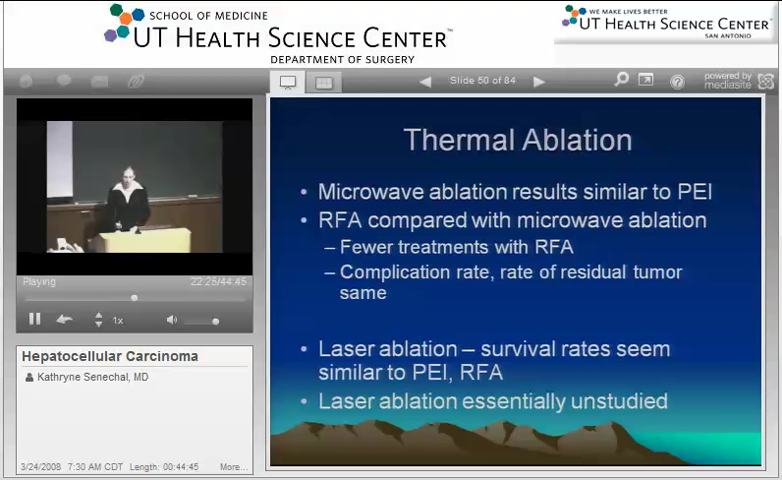 SCHOOL OF MEDICINE
UT HEALTH SCIENCE CENTER™
DEPARTMENT OF SURGERY
WE MAKE LIVES BETTER
UT HEALTH SCIENCE CENTER
SAN ANTONIO
Slide 50 of 84
powered by
mediasite
Thermal Ablation
• Microwave ablation results similar to PEI
• RFA compared with microwave ablation
– Fewer treatments with RFA
– Complication rate, rate of residual tumor
same
• Laser ablation – survival rates seem
similar to PEI, RFA
• Laser ablation essentially unstudied
Playing
22:25/44:45
1x
Hepatocellular Carcinoma
Kathryne Senechal, MD
3/24/2008 7:30 AM CDT Length: 00:44:45 More...